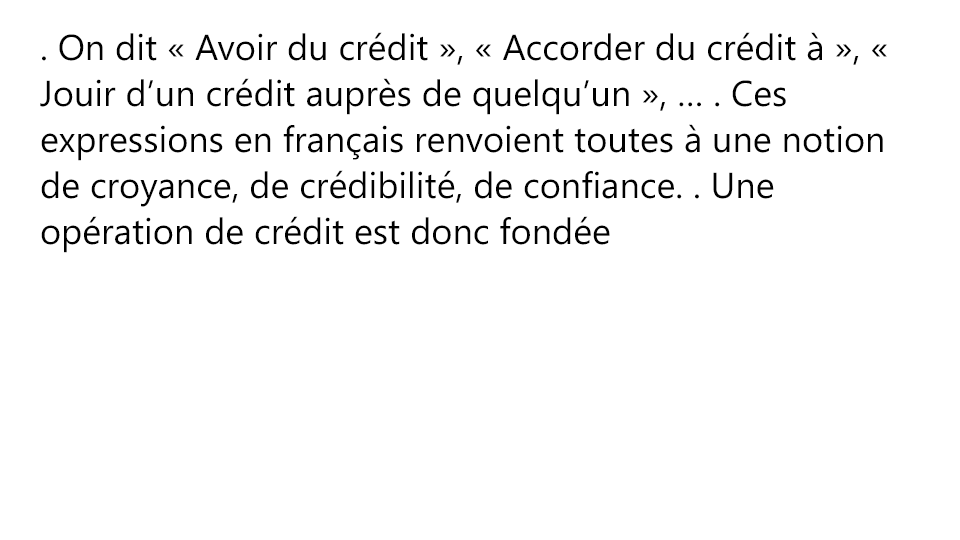 . On dit « Avoir du crédit », « Accorder du crédit à », «
Jouir d’un crédit auprès de quelqu’un », … . Ces
expressions en français renvoient toutes à une notion
de croyance, de crédibilité, de confiance. . Une
opération de crédit est donc fondée